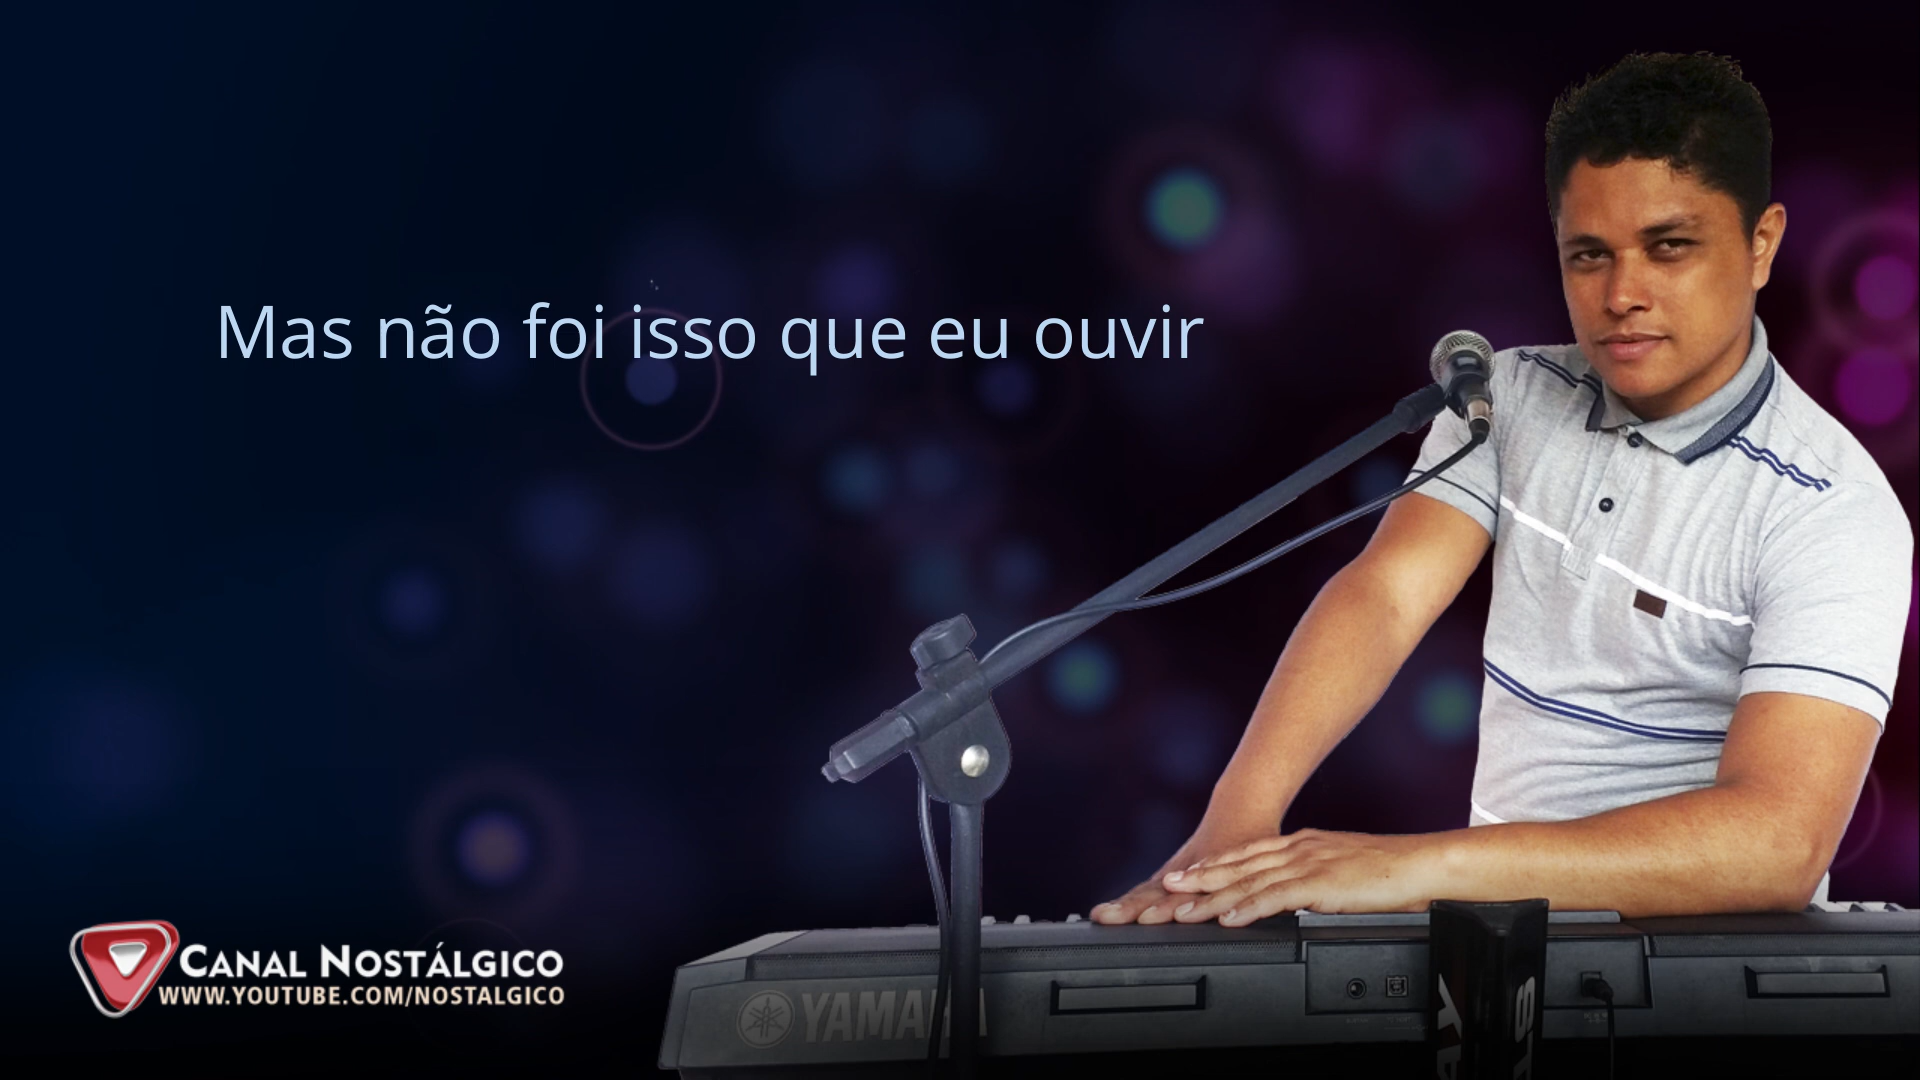 Mas não foi isso que eu ouvir
CANAL NOSTÁLGICO
WWW.YOUTUBE.COM/NOSTALGICO
YAMAHA